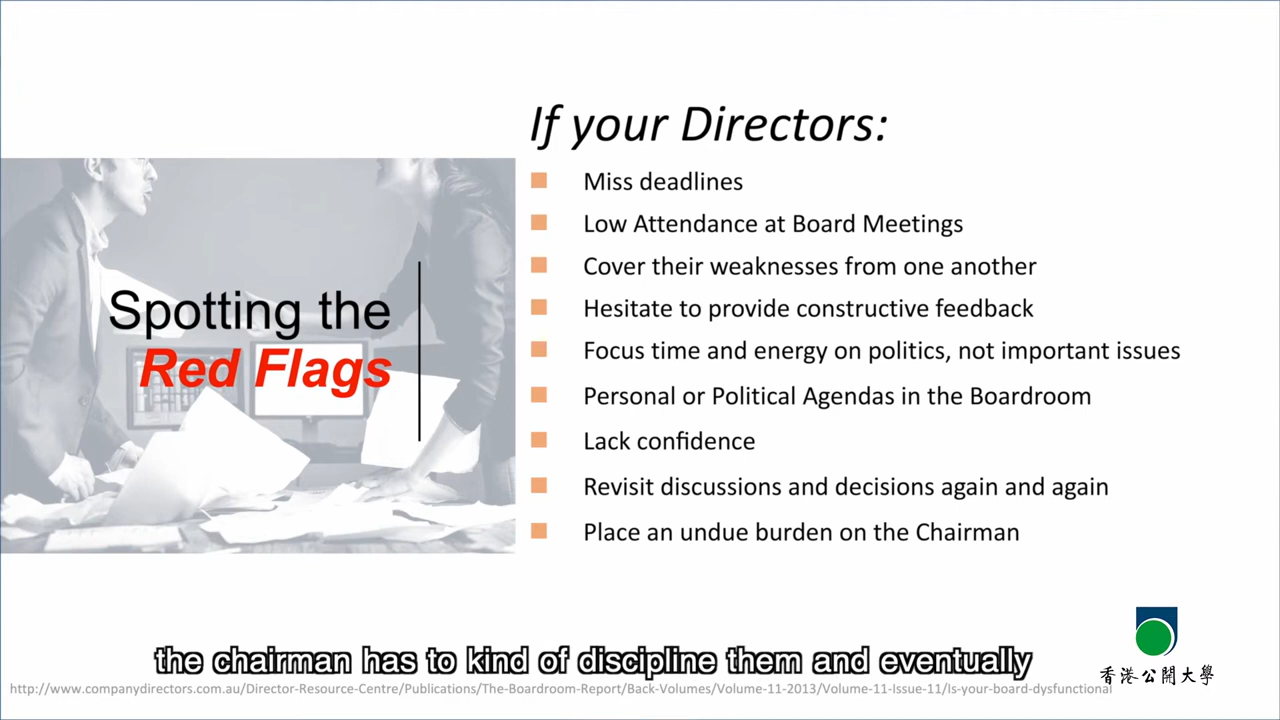 If your Directors:
Miss deadlines
Low Attendance at Board Meetings
Cover their weaknesses from one another
Hesitate to provide constructive feedback
Focus time and energy on politics, not important issues
Personal or Political Agendas in the Boardroom
Lack confidence
Revisit discussions and decisions again and again
Place an undue burden on the Chairman
Spotting the
Red Flags
the chairman has to kind of discipline them and eventually
http://www.companydirectors.com.au/Director-Resource-Centre/Publications/The-Boardroom-Report/Back-Volumes/Volume-11-2013/Volume-11-Issue-11/Is-your-board-dysfunctional
香港公開大學